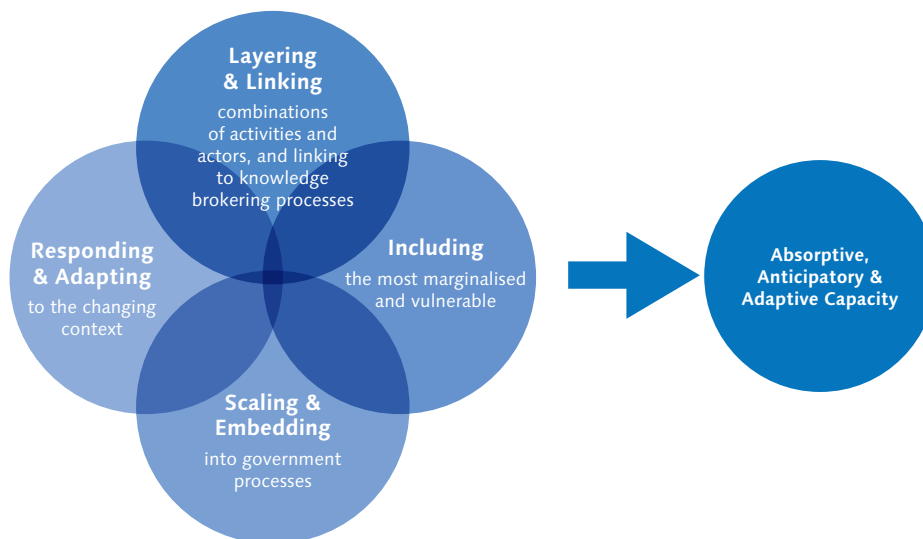 Layering
& Linking
combinations
of activities and
actors, and linking
to knowledge
brokering processes
Responding
& Adapting
to the changing
context
Including
the most marginalised
and vulnerable
Scaling &
Embedding
into government
processes
Absorptive,
Anticipatory &
Adaptive Capacity